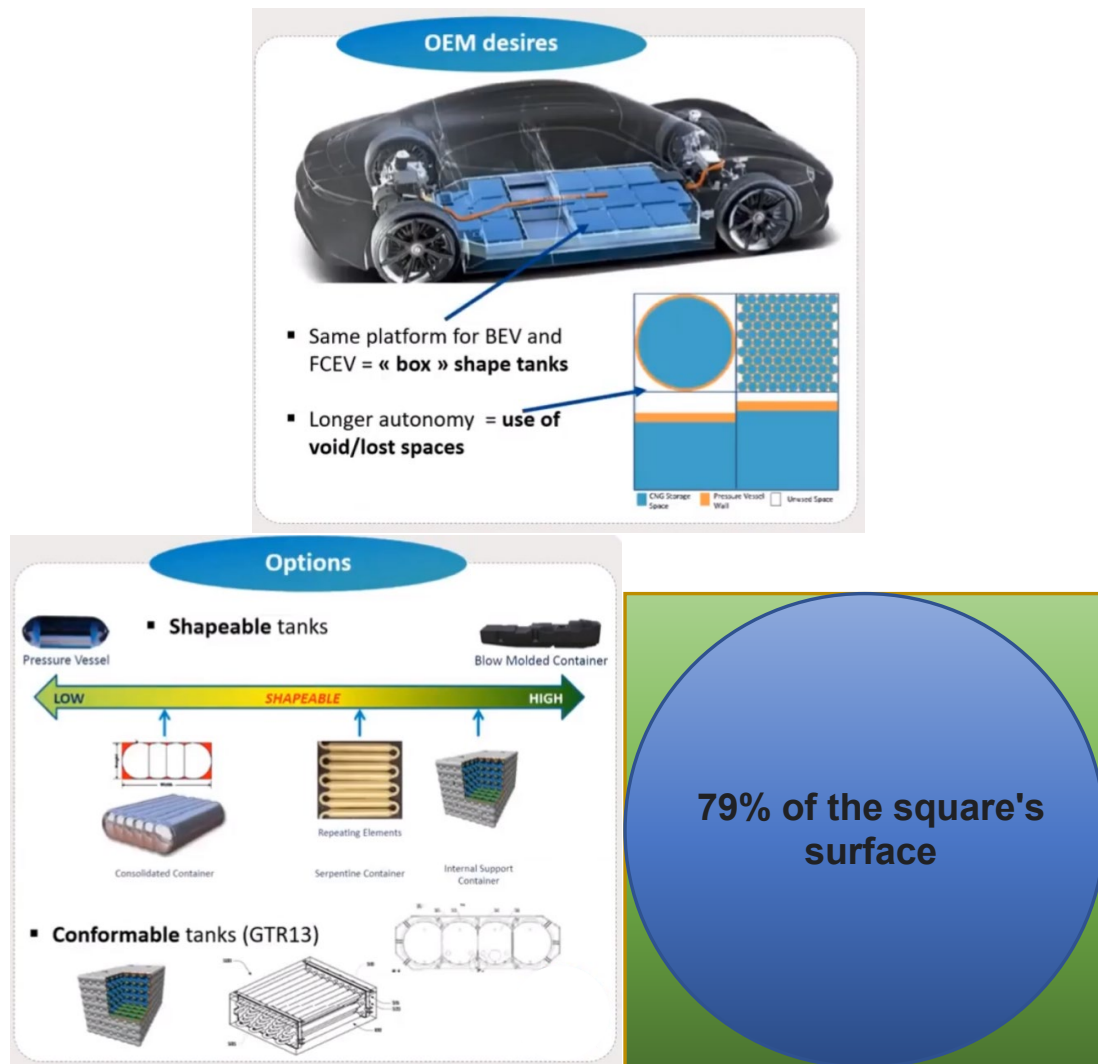 OEM desires
▪ Same platform for BEV and
FCEV = « box » shape tanks
▪ Longer autonomy = use of
void/lost spaces
CNG Storage Space
Pressure Vessel Wall
Unused Space
Options
▪ Shapeable tanks
Pressure Vessel
Blow Molded Container
LOW
SHAPEABLE
HIGH
Repeating Elements
Consolidated Container
Serpentine Container
Internal Support
Container
▪ Conformable tanks (GTR13)
79% of the square's
surface